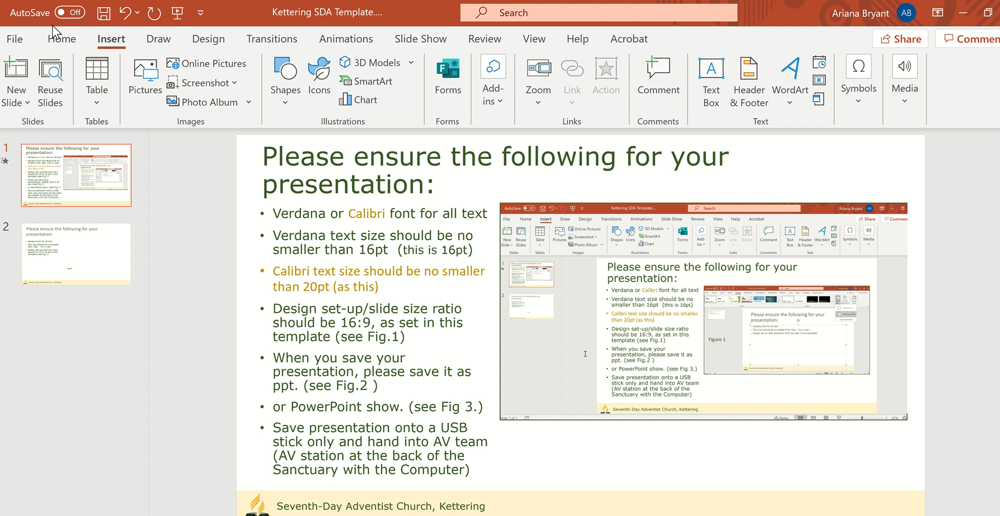 AutoSave Off Kettering SDA Template.... Search Ariana Bryant AB
File Home Insert Draw Design Transitions Animations Slide Show Review View Help Acrobat Share Commen
New Slide Reuse Slides Table Pictures Online Pictures Screenshot Photo Album Shapes Icons 3D Models SmartArt Chart Forms Add-ins Zoom Link Action Comment Text Box Header & Footer WordArt Symbols Media
Slides Tables Images Illustrations Forms Links Comments Text
1
Please ensure the following for your
presentation:
2
Please ensure the following for your
presentation:
Please ensure the following for your
presentation:
• Verdana or Calibri font for all text
• Verdana text size should be no
smaller than 16pt (this is 16pt)
• Calibri text size should be no smaller
than 20pt (as this)
• Design set-up/slide size ratio
should be 16:9, as set in this
template (see Fig.1)
• When you save your
presentation, please save it as
ppt. (see Fig.2 )
• or PowerPoint show. (see Fig 3.)
• Save presentation onto a USB
stick only and hand into AV team
(AV station at the back of the
Sanctuary with the Computer)
AutoSave Off Kettering SDA Template.... Search Ariana Bryant AB
File Home Insert Draw Design Transitions Animations Slide Show Review View Help Acrobat Share Commen
New Slide Reuse Slides Table Pictures Online Pictures Screenshot Photo Album Shapes Icons 3D Models SmartArt Chart Forms Add-ins Zoom Link Action Comment Text Box Header & Footer WordArt Symbols Media
Slides Tables Images Illustrations Forms Links Comments Text
1
2
Please ensure the following for your
presentation:
• Verdana or Calibri font for all text
• Verdana text size should be no
smaller than 16pt (this is 16pt)
• Calibri text size should be no smaller
than 20pt (as this)
• Design set-up/slide size ratio
should be 16:9, as set in this
template (see Fig.1)
• When you save your
presentation, please save it as
ppt. (see Fig.2 )
• or PowerPoint show. (see Fig 3.)
• Save presentation onto a USB
stick only and hand into AV team
(AV station at the back of the
Sanctuary with the Computer)
Figure 1
Please ensure the following for your
presentation:
Seventh-Day Adventist Church, Kettering
Slide 1 of 1 Notes 67%
Seventh-Day Adventist Church, Kettering